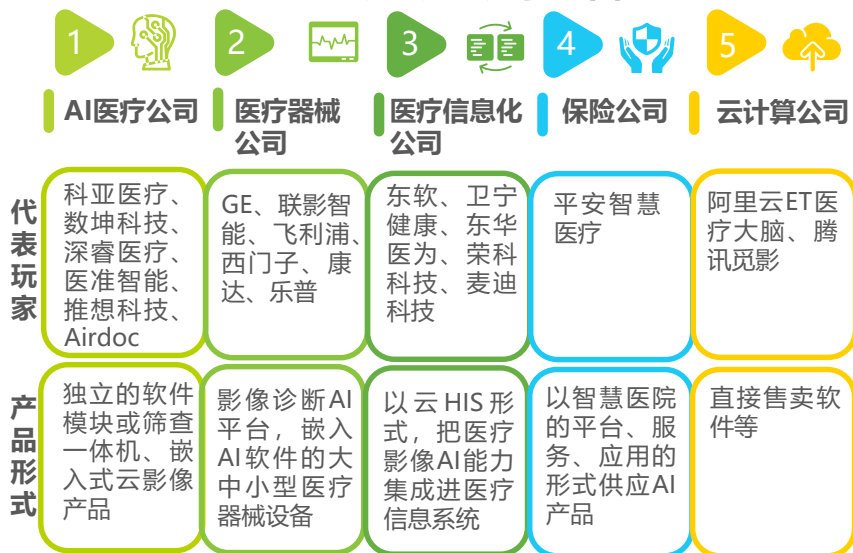 1
2
3
4
5
AI医疗公司
医疗器械
公司
医疗信息化
公司
保险公司
云计算公司
代表玩家
科亚医疗、
数坤科技、
深睿医疗、
医准智能、
推想科技、
Airdoc
GE、联影智
能、飞利浦、
西门子、康
达、乐普
东软、卫宁
健康、东华
医为、荣科
科技、麦迪
科技
平安智慧
医疗
阿里云ET医
疗大脑、腾
讯觅影
产品形式
独立的软件
模块或筛查
一体机、嵌
入式云影像
产品
影像诊断AI
平台，嵌入
AI软件的大
中小型医疗
器械设备
以云HIS形
式，把医疗
影像AI能力
集成进医疗
信息系统
以智慧医院
的平台、服
务、应用的
形式供应AI
产品
直接售卖软
件等